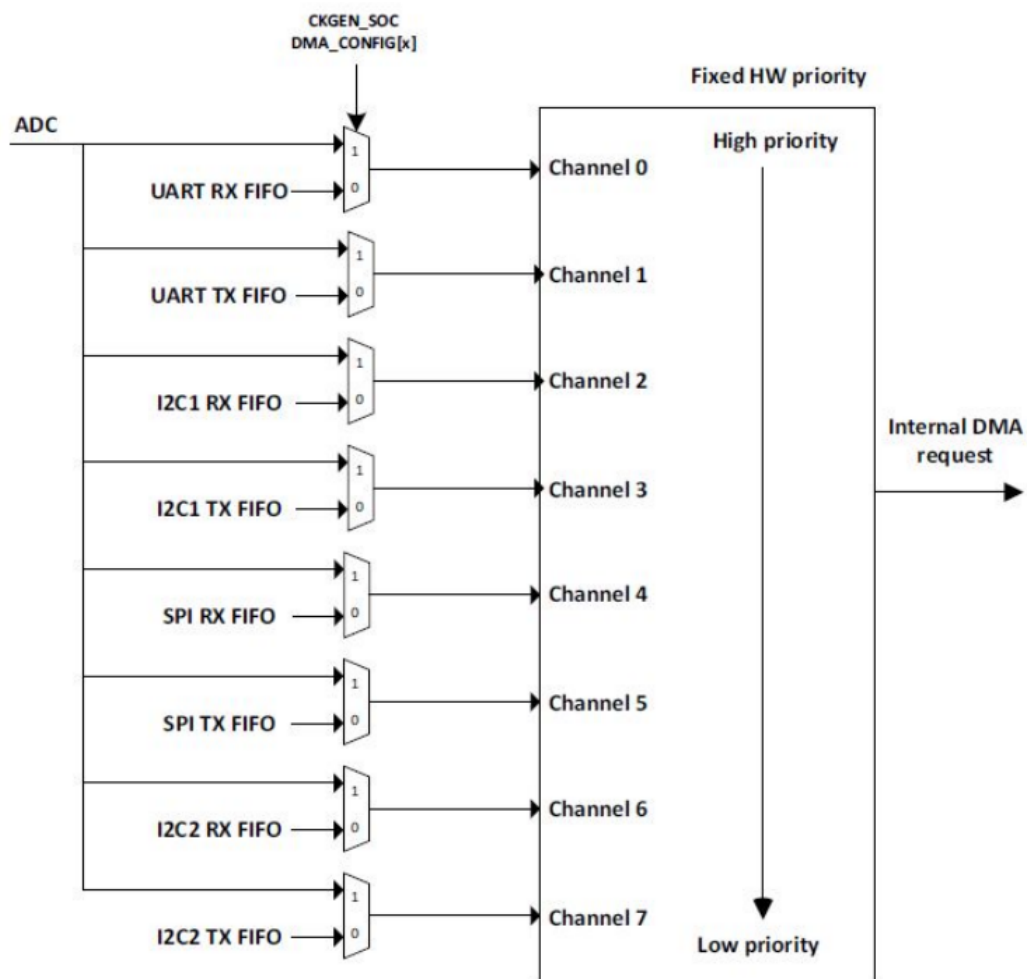 CKGEN_SOC
DMA_CONFIG[x]
Fixed HW priority
ADC
High priority
1
0
UART RX FIFO
Channel 0
1
0
UART TX FIFO
Channel 1
1
0
I2C1 RX FIFO
Channel 2
Internal DMA
request
1
0
I2C1 TX FIFO
Channel 3
1
0
SPI RX FIFO
Channel 4
1
0
SPI TX FIFO
Channel 5
1
0
I2C2 RX FIFO
Channel 6
1
0
I2C2 TX FIFO
Channel 7
Low priority